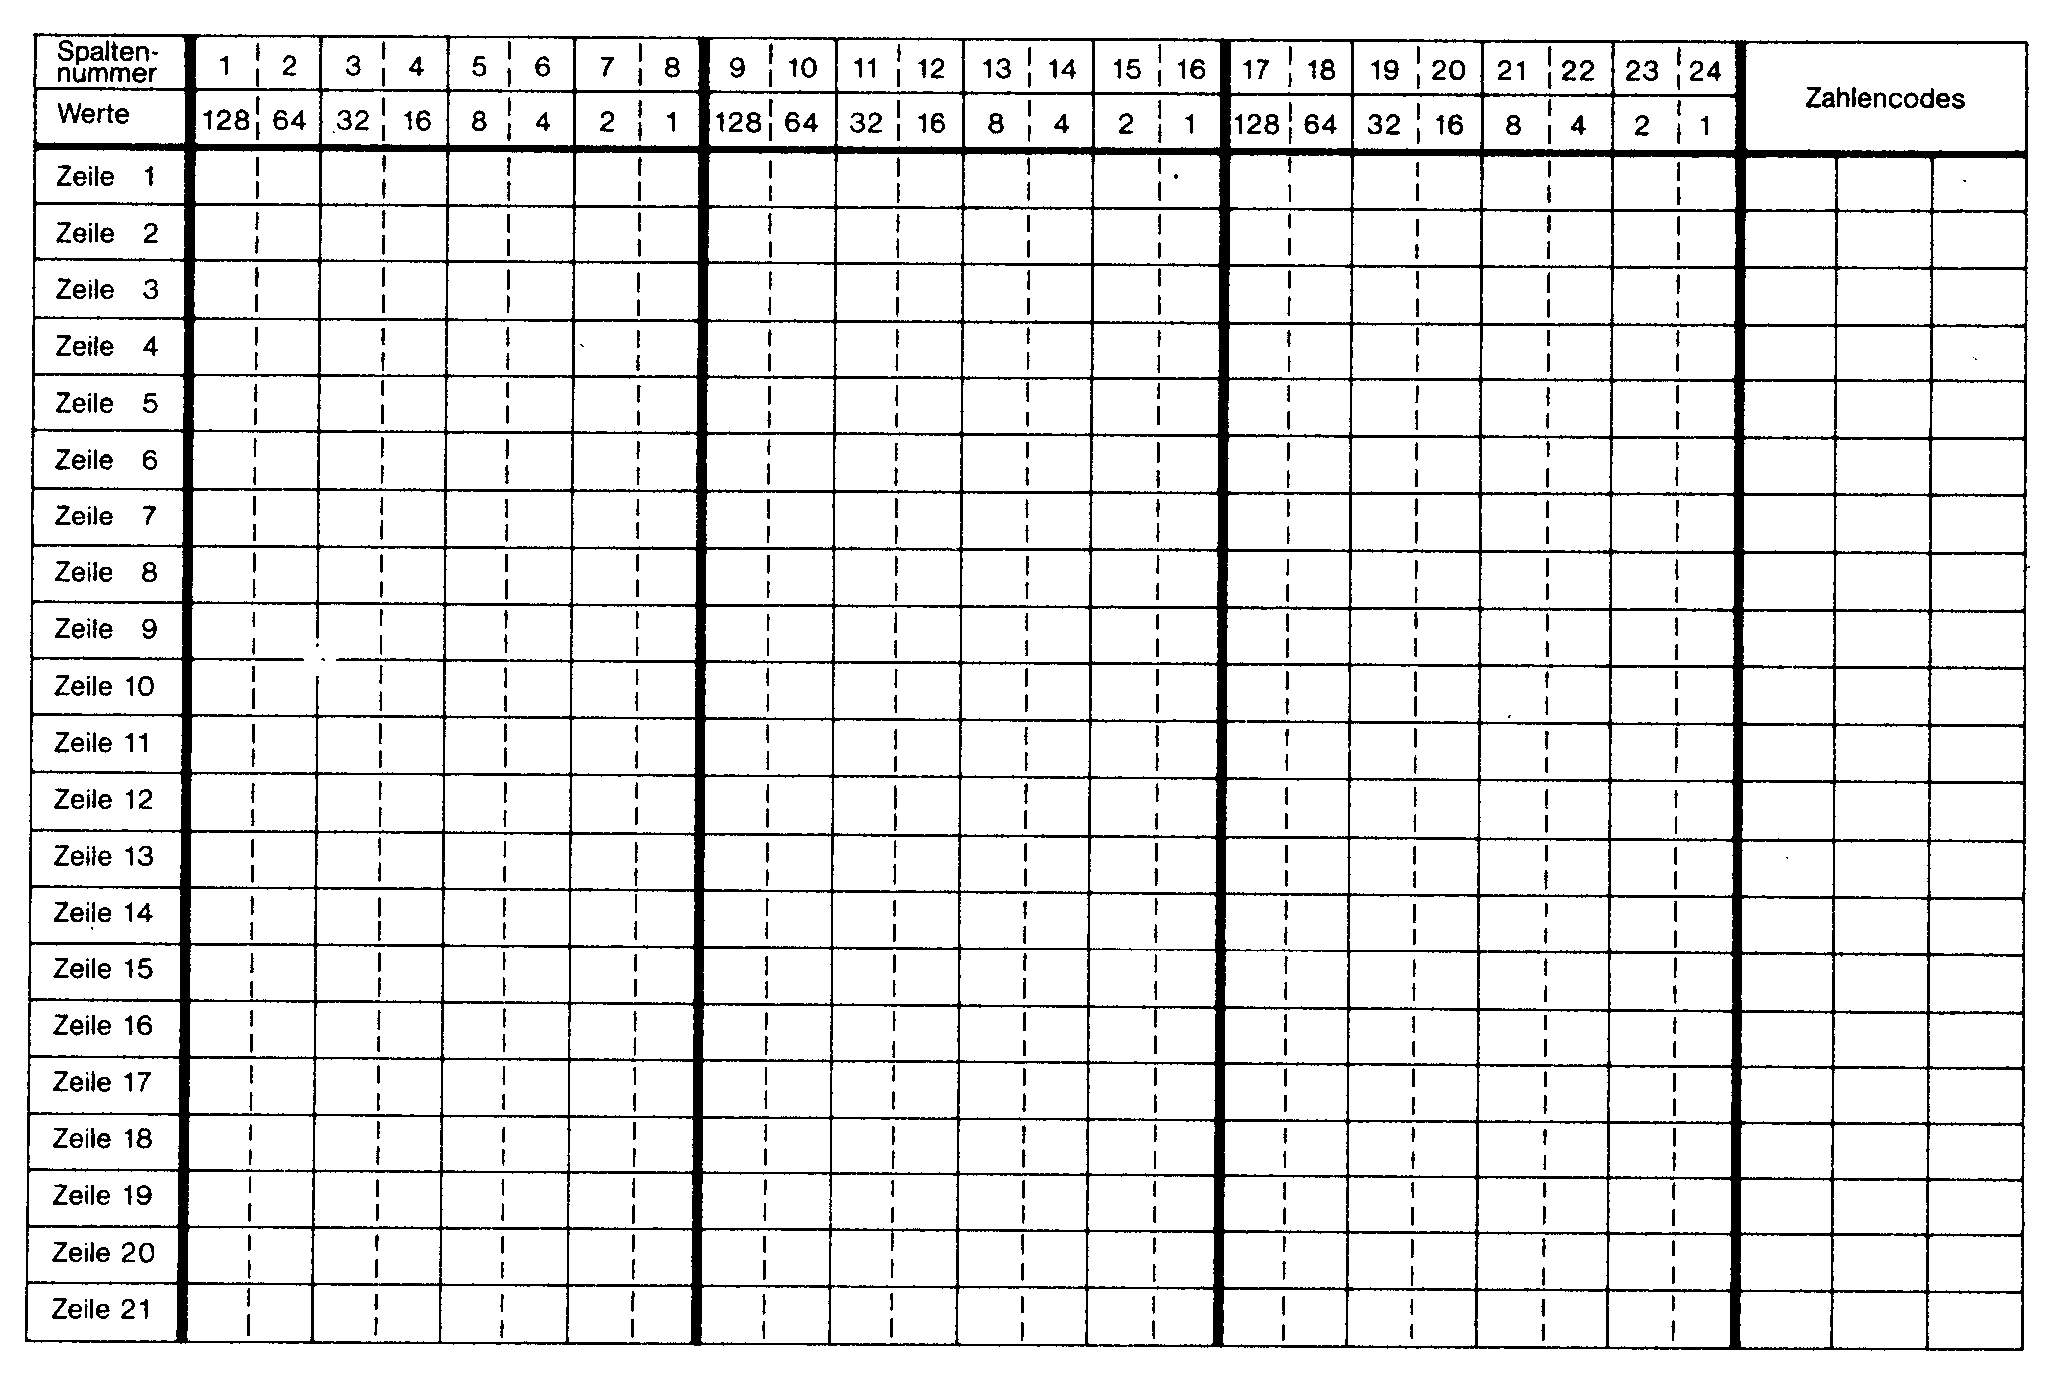 Spalten-
nummer 1 2 3 4 5 6 7 8 9 10 11 12 13 14 15 16 17 18 19 20 21 22 23 24 Zahlencodes
Werte 128 64 32 16 8 4 2 1 128 64 32 16 8 4 2 1 128 64 32 16 8 4 2 1
Zeile 1
Zeile 2
Zeile 3
Zeile 4
Zeile 5
Zeile 6
Zeile 7
Zeile 8
Zeile 9
Zeile 10
Zeile 11
Zeile 12
Zeile 13
Zeile 14
Zeile 15
Zeile 16
Zeile 17
Zeile 18
Zeile 19
Zeile 20
Zeile 21